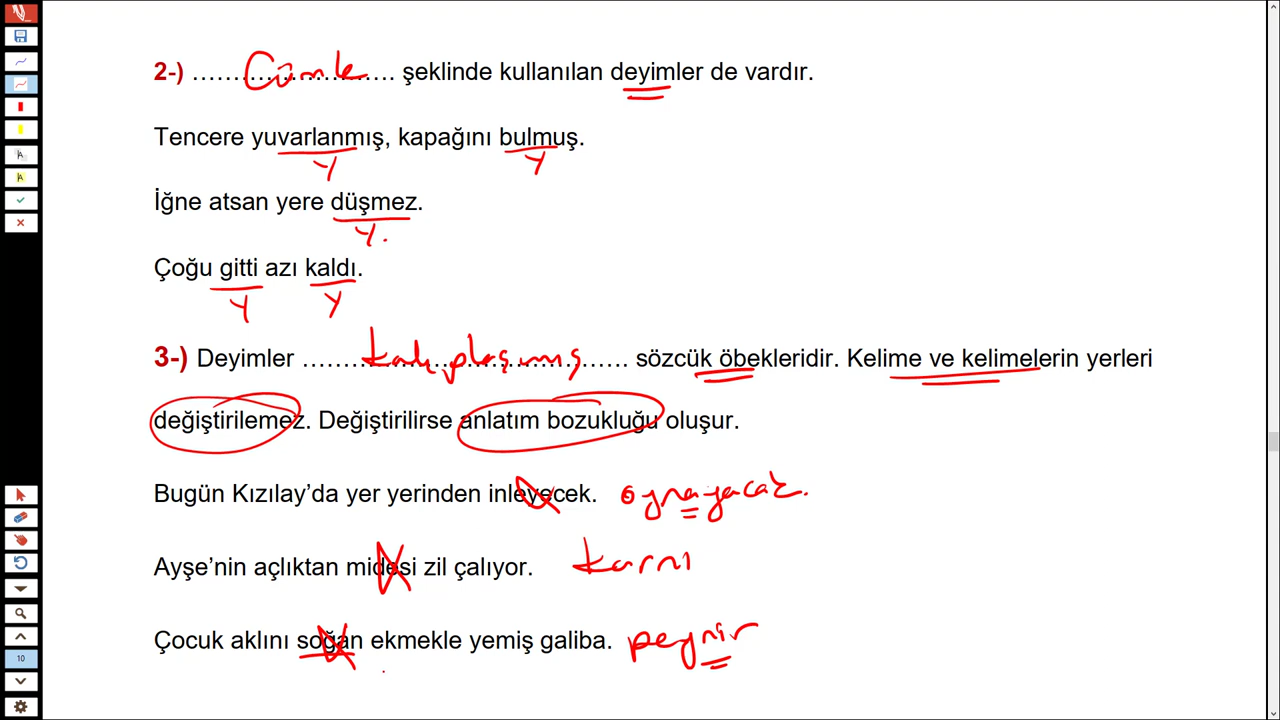 2-) ........Cümle........ şeklinde kullanılan deyimler de vardır.
Tencere yuvarlanmış, kapağını bulmuş.
Y Y
İğne atsan yere düşmez.
Y.
Çoğu gitti azı kaldı.
Y Y
3-) Deyimler ........kalıplaşmış........ sözcük öbekleridir. Kelime ve kelimelerin yerleri
değiştirilemez. Değiştirilirse anlatım bozukluğu oluşur.
Bugün Kızılay’da yer yerinden inleyecek. oynayacak.
Ayşe’nin açlıktan midesi zil çalıyor. karnı
Çocuk aklını soğan ekmekle yemiş galiba. peynir
10